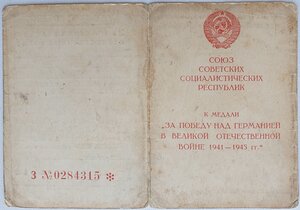 З №0284315 *
СОЮЗ
СОВЕТСКИХ
СОЦИАЛИСТИЧЕСКИХ
РЕСПУБЛИК
К МЕДАЛИ
„ЗА ПОБЕДУ НАД ГЕРМАНИЕЙ
В ВЕЛИКОЙ ОТЕЧЕСТВЕННОЙ
ВОЙНЕ 1941—1945 гг."